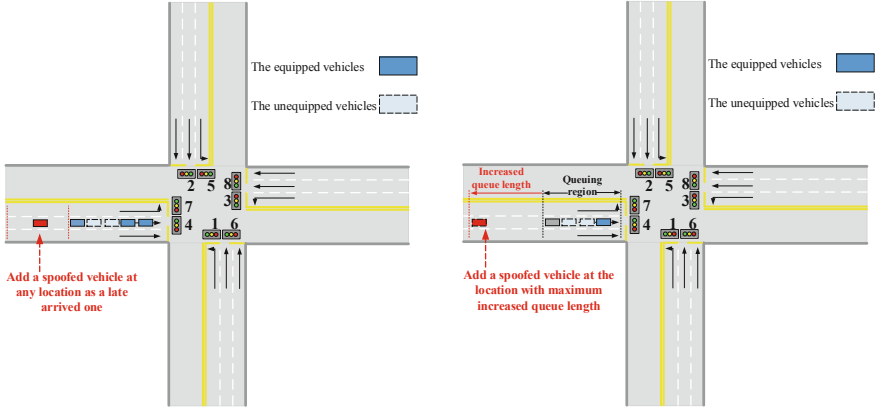 The equipped vehicles
The unequipped vehicles
2 5
8
3
7
4
1 6
Add a spoofed vehicle at
any location as a late
arrived one
The equipped vehicles
The unequipped vehicles
2 5
8
3
Increased
queue length
Queuing
region
7
4
1 6
Add a spoofed vehicle at the
location with maximum
increased queue length